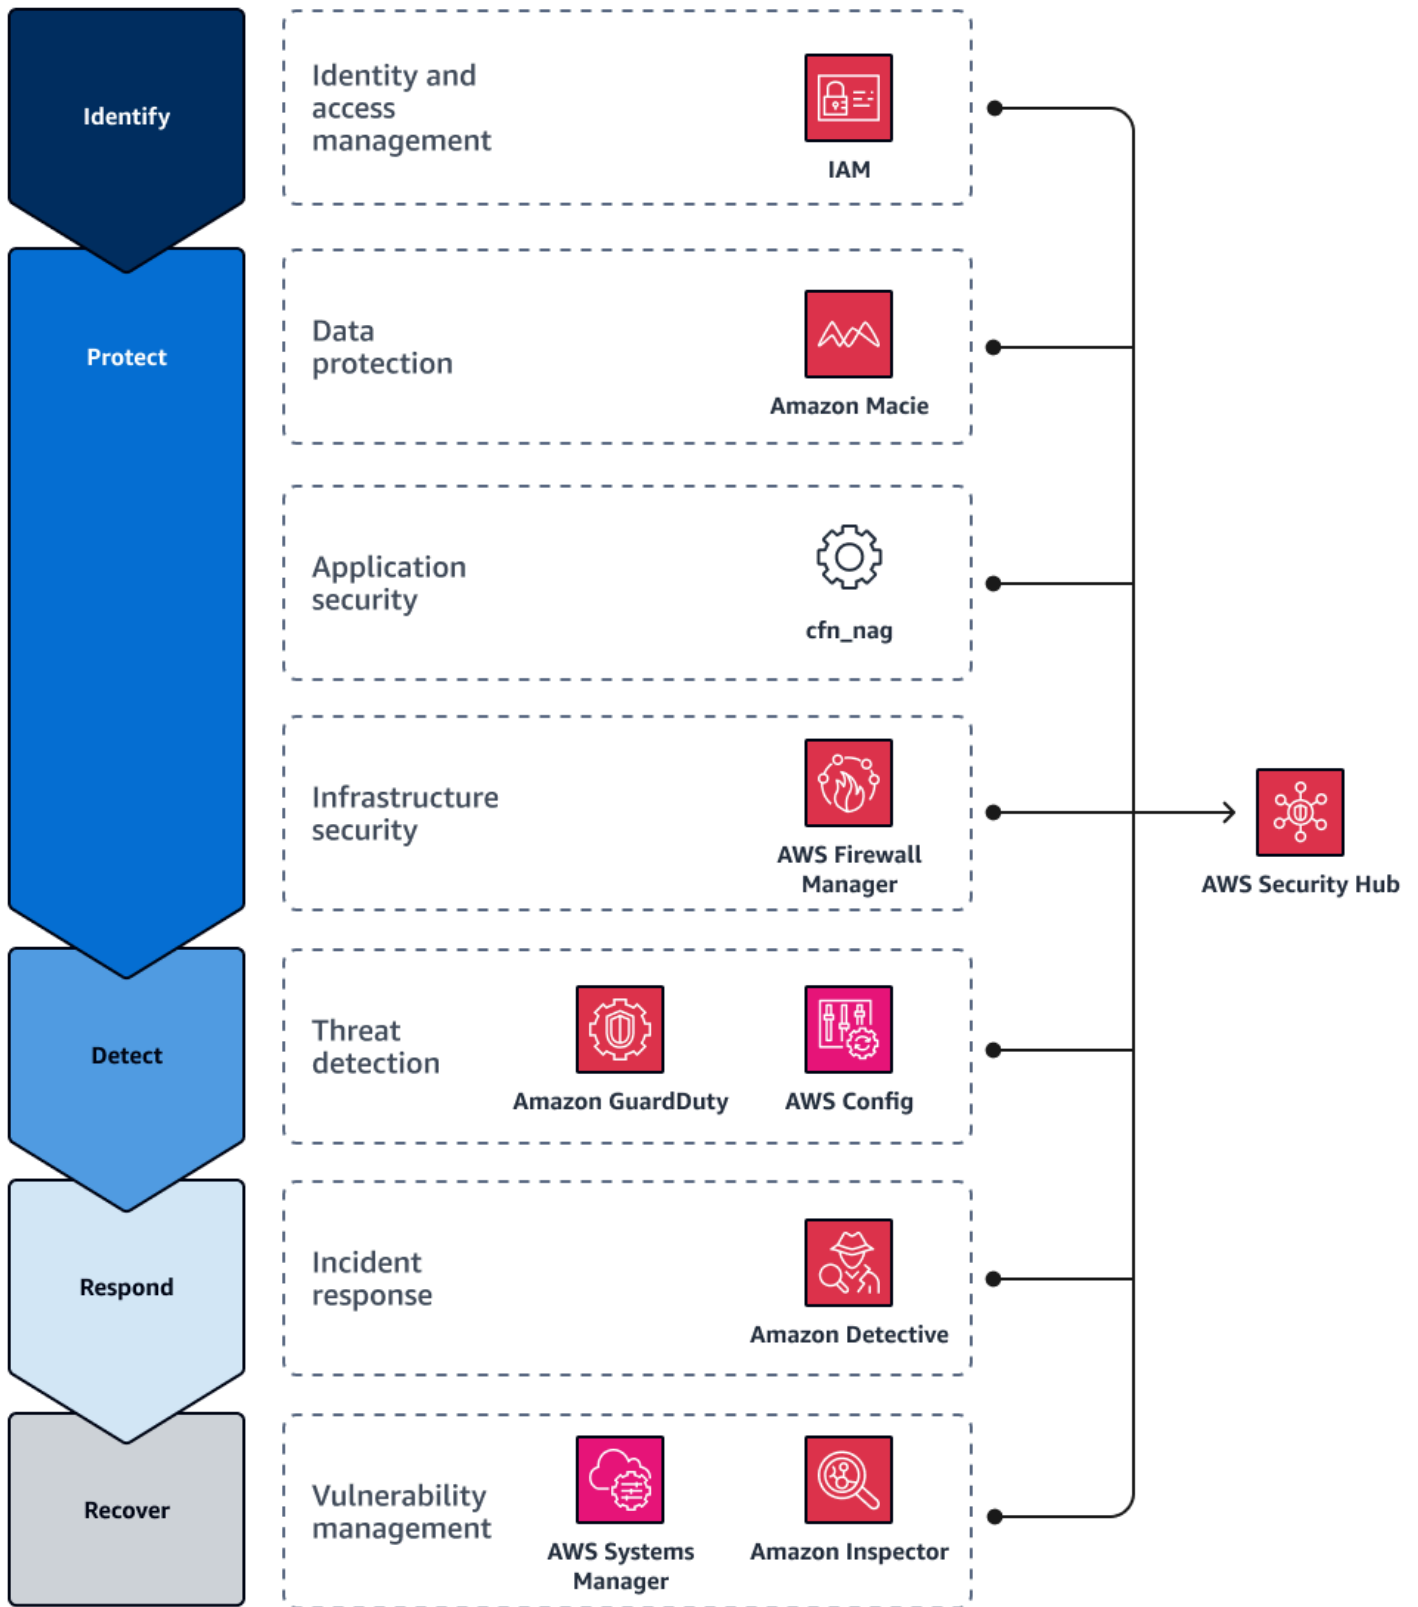 Identify
Identity and
access
management
IAM
Protect
Data
protection
Amazon Macie
Application
security
cfn_nag
Infrastructure
security
AWS Firewall
Manager
AWS Security Hub
Detect
Threat
detection
Amazon GuardDuty
AWS Config
Respond
Incident
response
Amazon Detective
Recover
Vulnerability
management
AWS Systems
Manager
Amazon Inspector